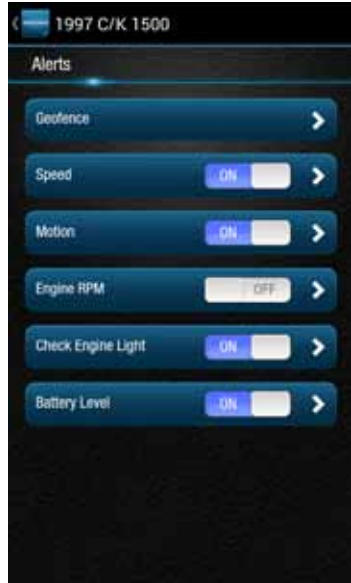 1997 C/K 1500
Alerts
Geofence
Speed ON
Motion ON
Engine RPM OFF
Check Engine Light ON
Battery Level ON